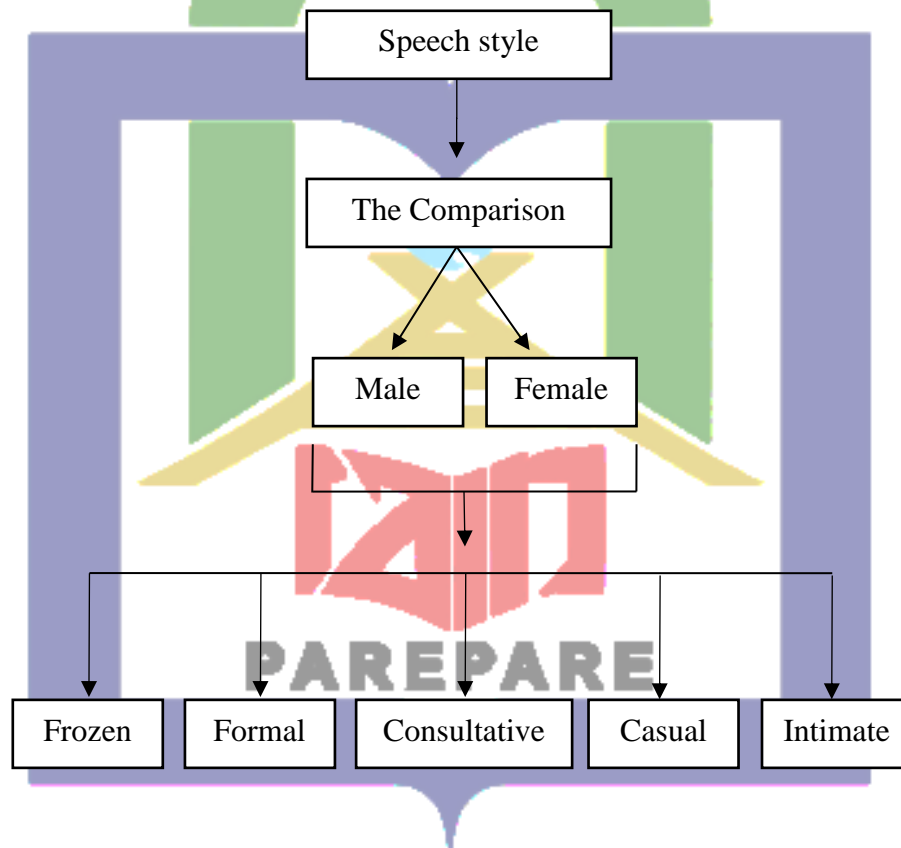 Speech style
The Comparison
Male
Female
PAREPARE
Frozen
Formal
Consultative
Casual
Intimate